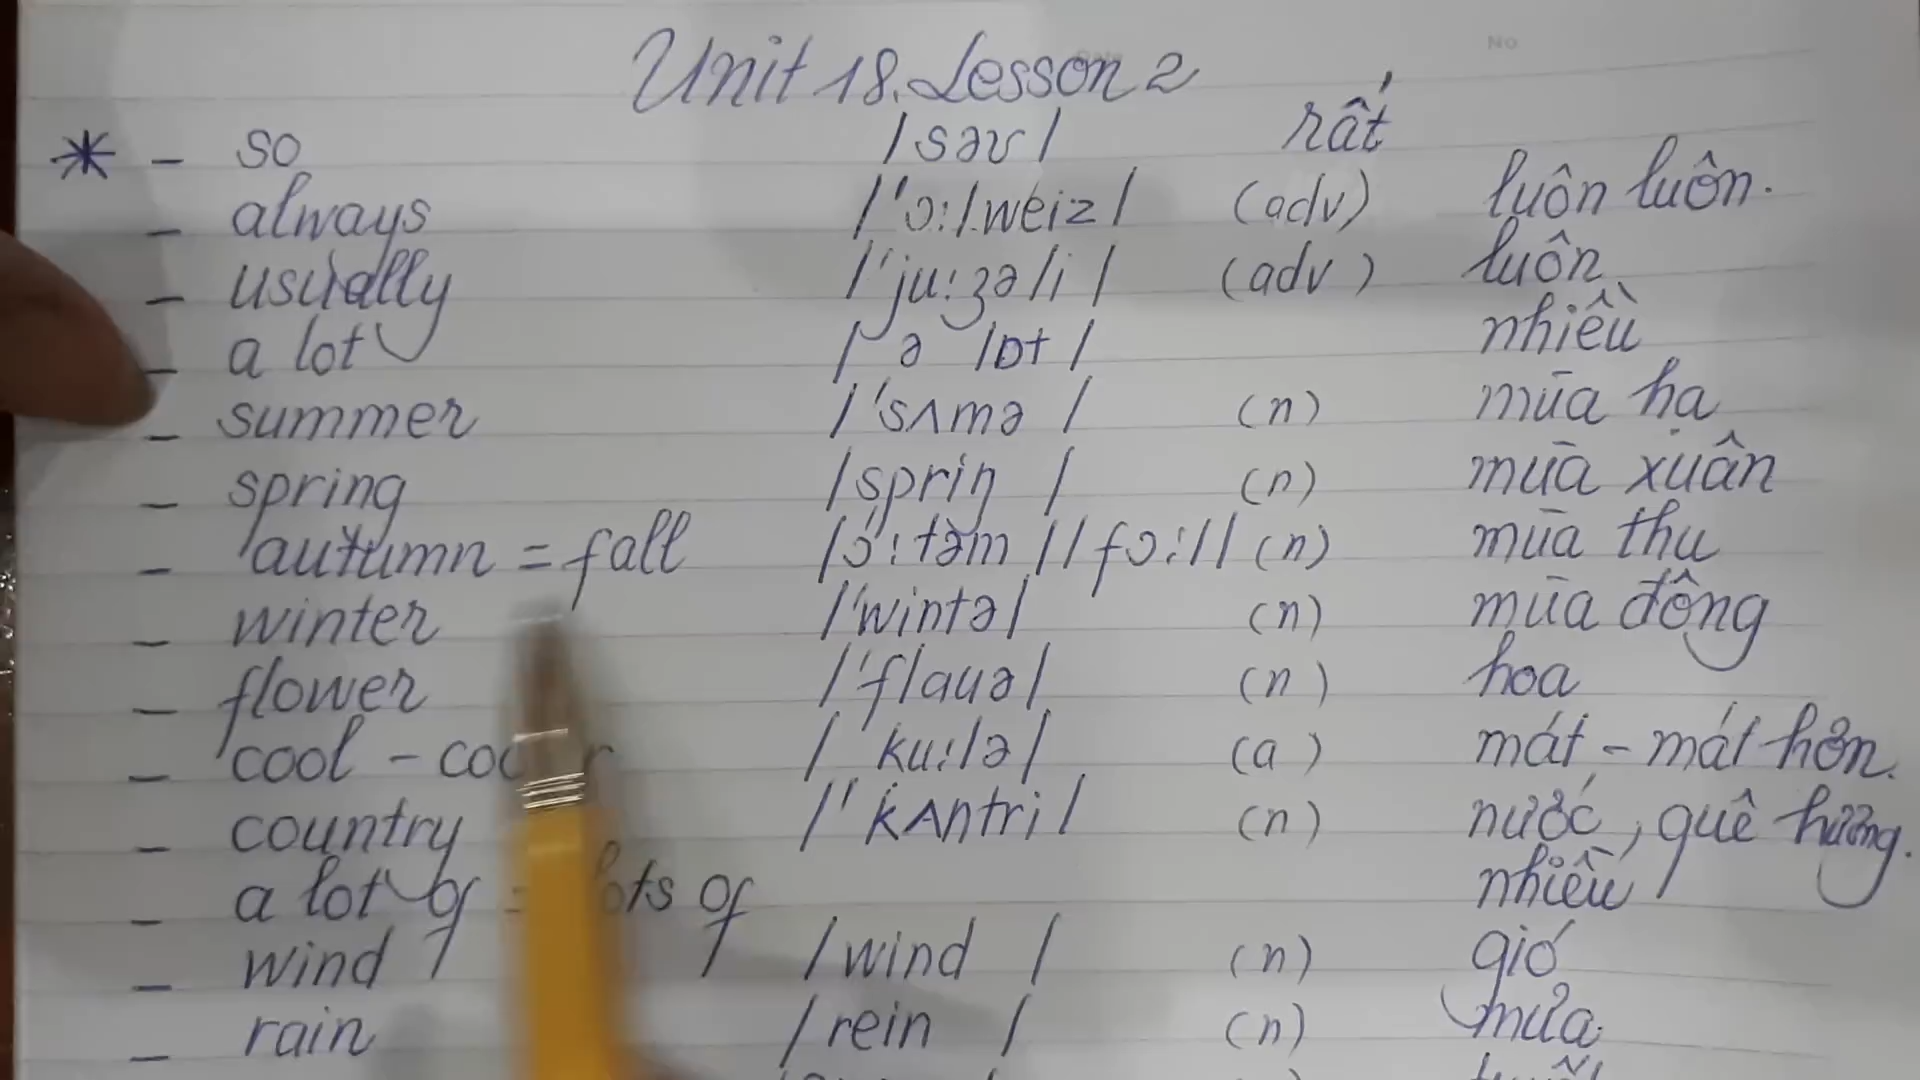 No
Unit 18. Lesson 2
* - so /səʊ/ rất
- always /'ɔ:lweiz/ (adv) luôn luôn.
- usually /'ju:ʒəli/ (adv) luôn
- a lot /ə lɒt/ nhiều
- summer /'sʌmə/ (n) mùa hạ
- spring /spriŋ/ (n) mùa xuân
- autumn = fall /ɔ':təm//fɔ:l/ (n) mùa thu
- winter /'wintə/ (n) mùa đông
- flower /'flauə/ (n) hoa
- cool - /'ku:lə/ (a) mát - mát hơn.
- country /'kʌntri/ (n) nước, quê hương.
- a lot of = lots of nhiều
- wind /wind/ (n) gió
- rain /rein/ (n) mưa